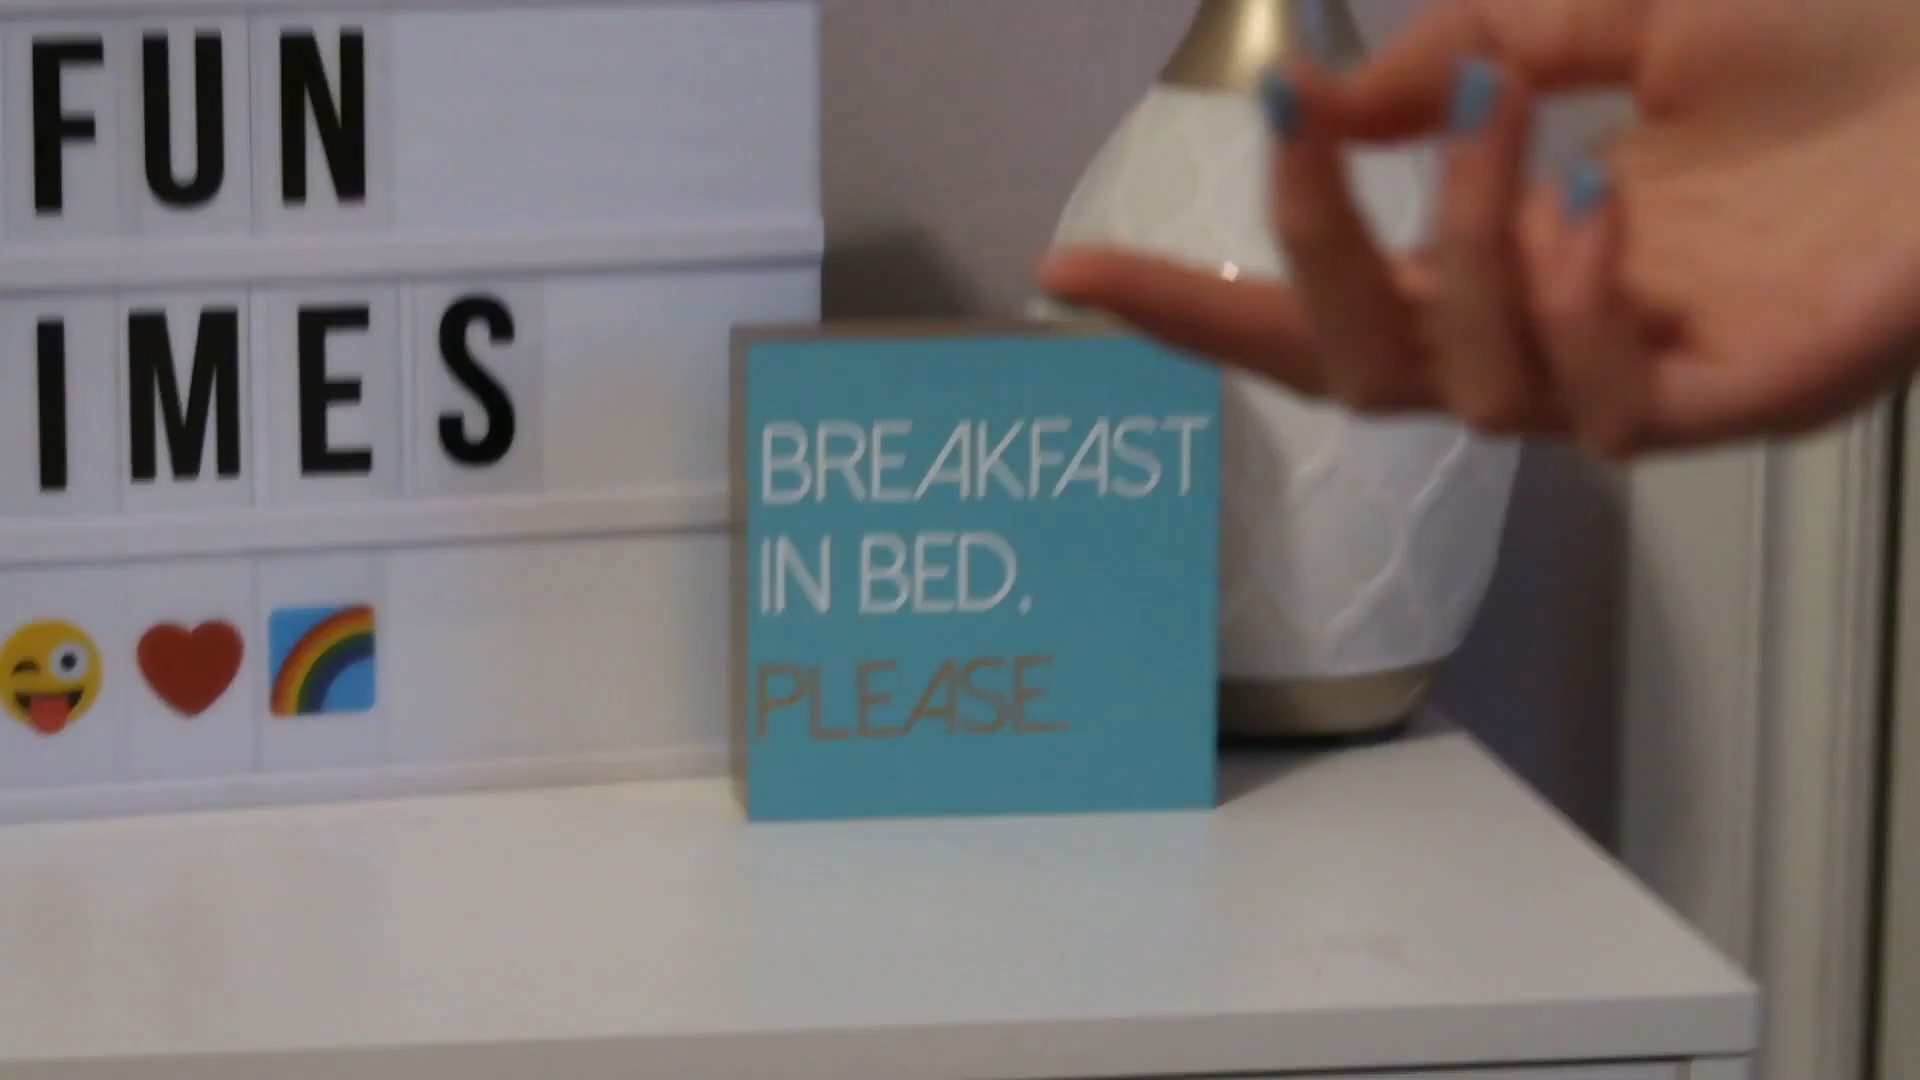 FUN
IMES
😜❤️🌈
BREAKFAST
IN BED.
PLEASE.